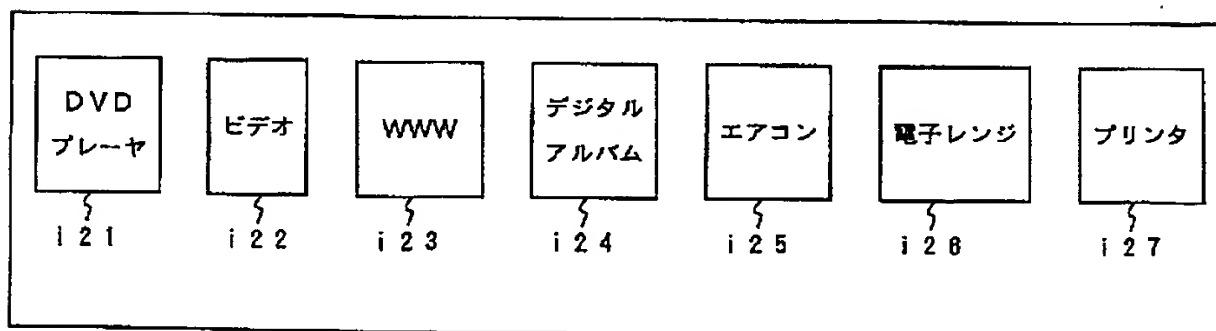 DVD
プレーヤ
ビデオ
WWW
デジタル
アルバム
エアコン
電子レンジ
プリンタ
i21
i22
i23
i24
i25
i26
i27